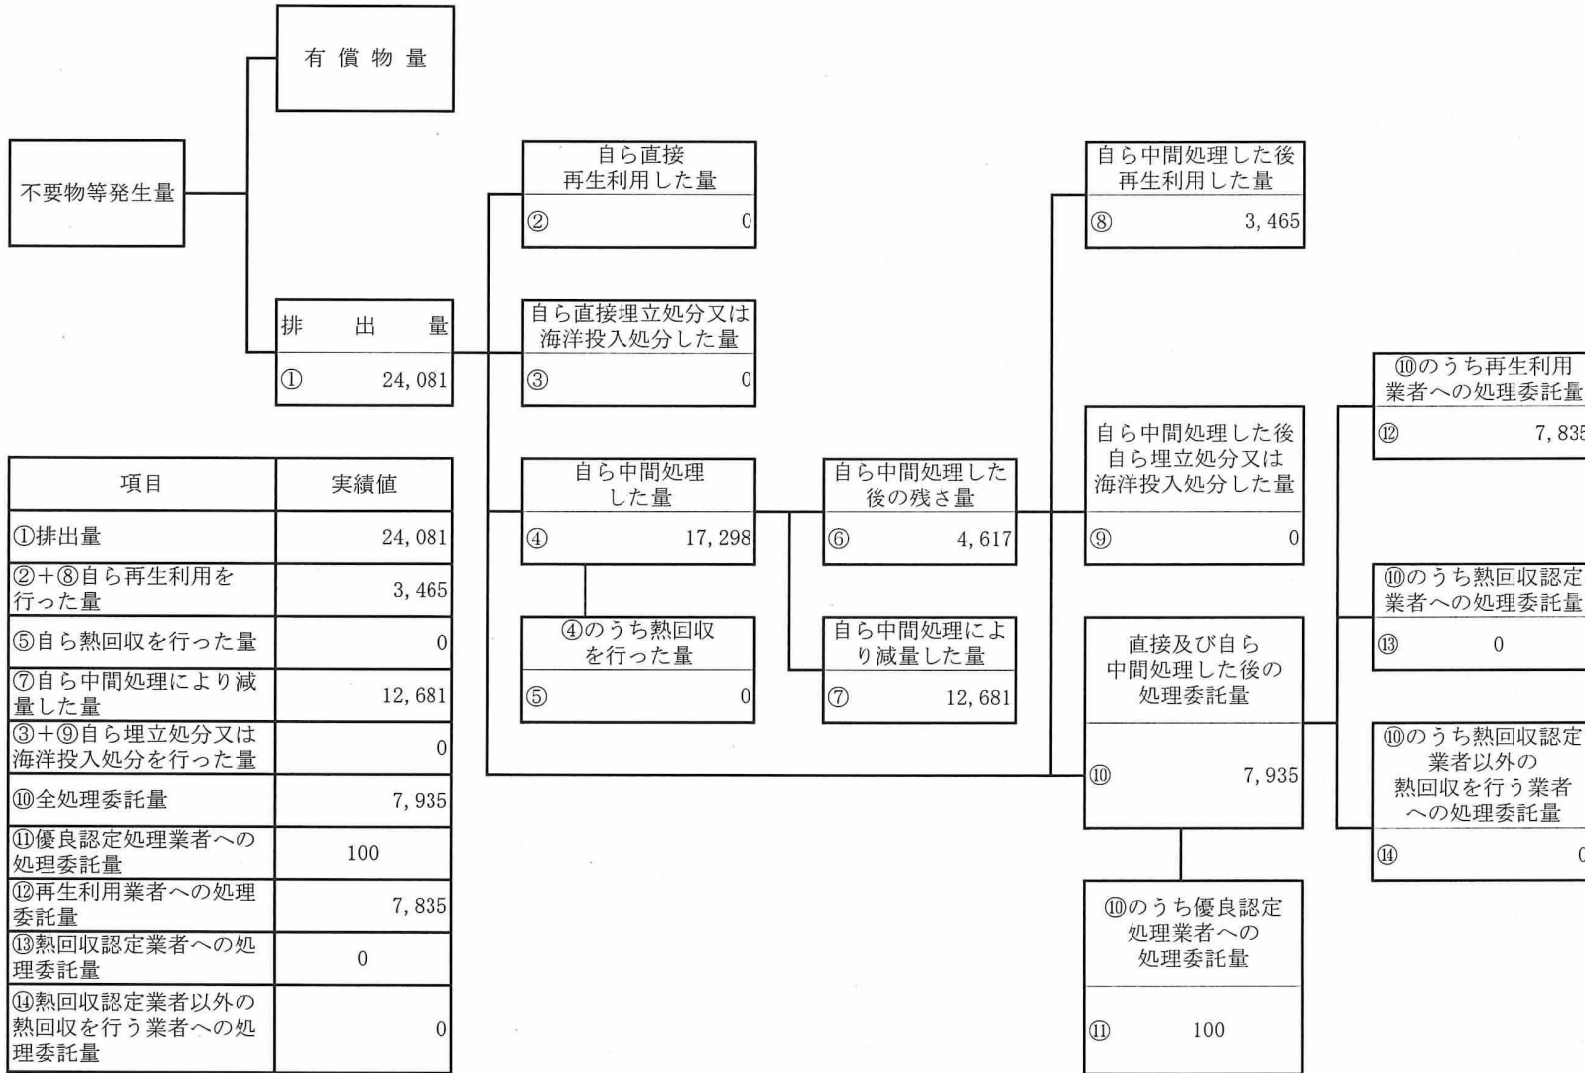 有償物量
不要物等発生量
排出量
① 24,081
自ら直接
再生利用した量
② 0
自ら直接埋立処分又は
海洋投入処分した量
③ 0
自ら中間処理
した量
④ 17,298
④のうち熱回収
を行った量
⑤ 0
自ら中間処理した
後の残さ量
⑥ 4,617
自ら中間処理によ
り減量した量
⑦ 12,681
自ら中間処理した後
再生利用した量
⑧ 3,465
自ら中間処理した後
自ら埋立処分又は
海洋投入処分した量
⑨ 0
直接及び自ら
中間処理した後の
処理委託量
⑩ 7,935
⑩のうち優良認定
処理業者への
処理委託量
⑪ 100
⑩のうち再生利用
業者への処理委託量
⑫ 7,835
⑩のうち熱回収認定
業者への処理委託量
⑬ 0
⑩のうち熱回収認定
業者以外の
熱回収を行う業者
への処理委託量
⑭ 0
項目 実績値
①排出量 24,081
②+⑧自ら再生利用を
行った量 3,465
⑤自ら熱回収を行った量 0
⑦自ら中間処理により減
量した量 12,681
③+⑨自ら埋立処分又は
海洋投入処分を行った量 0
⑩全処理委託量 7,935
⑪優良認定処理業者への
処理委託量 100
⑫再生利用業者への処理
委託量 7,835
⑬熱回収認定業者への処
理委託量 0
⑭熱回収認定業者以外の
熱回収を行う業者への処
理委託量 0